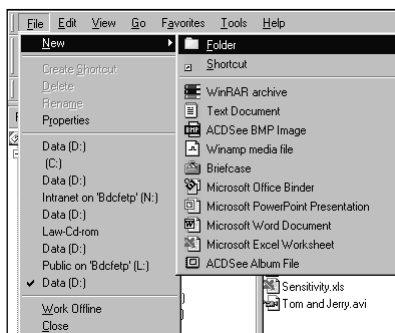 File Edit View Go Favorites Tools Help
New
Create Shortcut
Delete
Rename
Properties
Data (D:)
(C:)
Data (D:)
Intranet on 'Bdcfetp' (N:)
Data (D:)
Law-Cd-rom
Data (D:)
Public on 'Bdcfetp' (L:)
Data (D:)
Work Offline
Close
Folder
Shortcut
WinRAR archive
Text Document
ACDSee BMP Image
Winamp media file
Briefcase
Microsoft Office Binder
Microsoft PowerPoint Presentation
Microsoft Word Document
Microsoft Excel Worksheet
ACDSee Album File
Sensitivity.xls
Tom and Jerry.avi